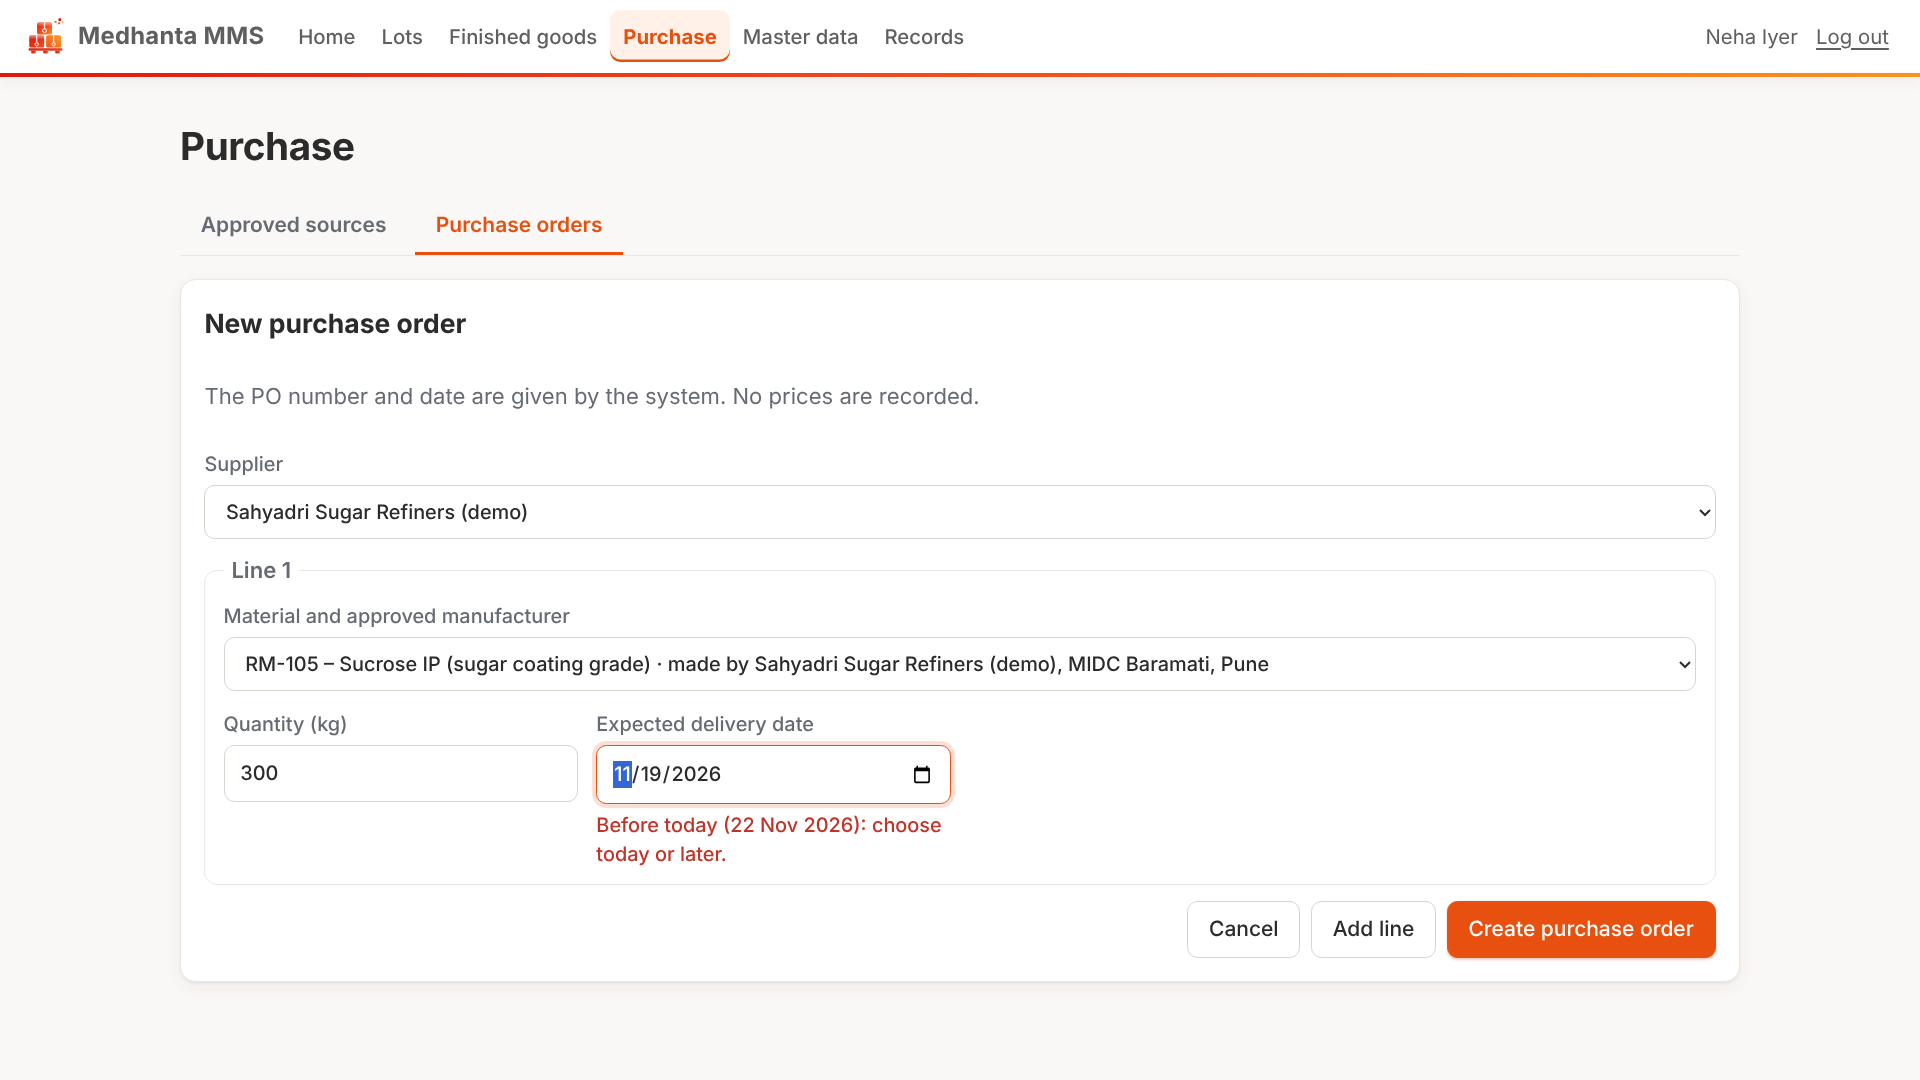 Medhanta MMS Home Lots Finished goods Purchase Master data Records Neha Iyer Log out
Purchase
Approved sources Purchase orders
New purchase order
The PO number and date are given by the system. No prices are recorded.
Supplier
Sahyadri Sugar Refiners (demo)
Line 1
Material and approved manufacturer
RM-105 – Sucrose IP (sugar coating grade) · made by Sahyadri Sugar Refiners (demo), MIDC Baramati, Pune
Quantity (kg) Expected delivery date
300 11/19/2026
Before today (22 Nov 2026): choose
today or later.
Cancel Add line Create purchase order